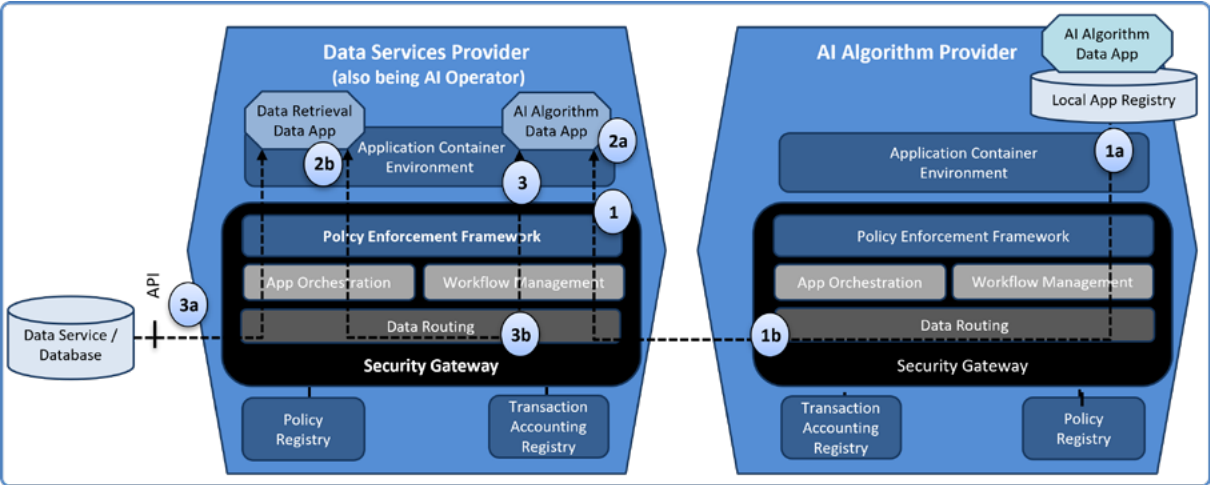 Data Services Provider
(also being AI Operator)
Data Retrieval
Data App
AI Algorithm
Data App
2a
2b
Application Container
Environment
3
1
Policy Enforcement Framework
App Orchestration
Workflow Management
Data Routing
3b
Security Gateway
Policy
Registry
Transaction
Accounting
Registry
API
3a
Data Service /
Database
AI Algorithm Provider
AI Algorithm
Data App
Local App Registry
1a
Application Container
Environment
Policy Enforcement Framework
App Orchestration
Workflow Management
Data Routing
1b
Security Gateway
Transaction
Accounting
Registry
Policy
Registry